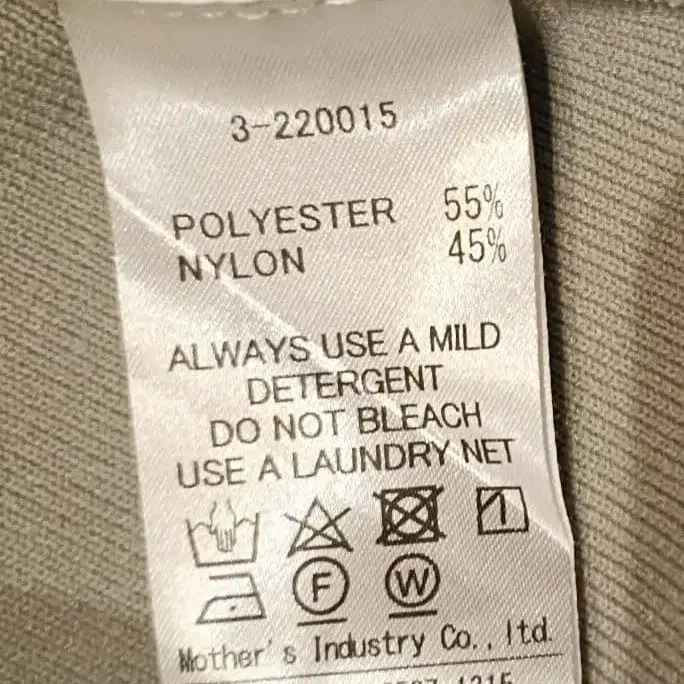 3-220015
POLYESTER 55%
NYLON 45%
ALWAYS USE A MILD
DETERGENT
DO NOT BLEACH
USE A LAUNDRY NET
F W
Mother's Industry Co., ltd.